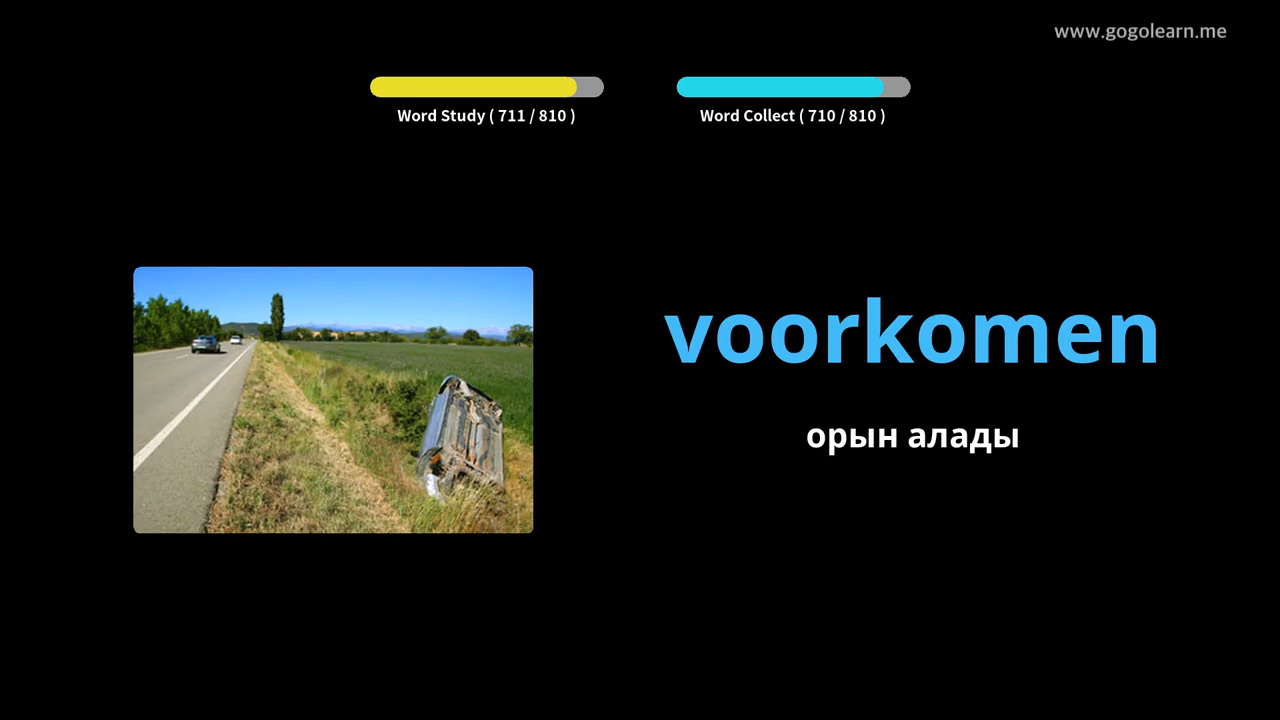 www.gogolearn.me
Word Study ( 711 / 810 )
Word Collect ( 710 / 810 )
voorkomen
орын алады